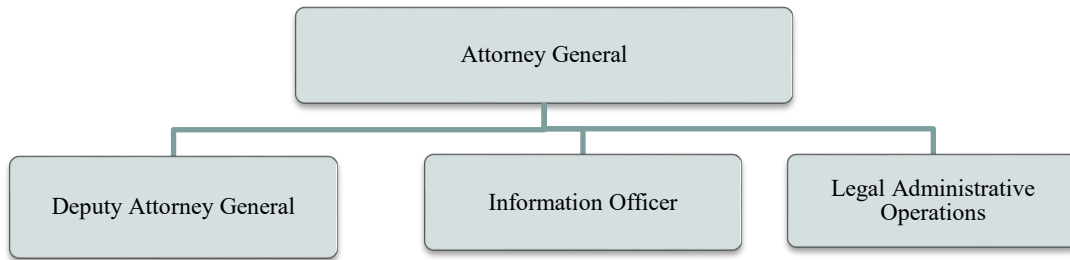 Attorney General
Deputy Attorney General
Information Officer
Legal Administrative
Operations